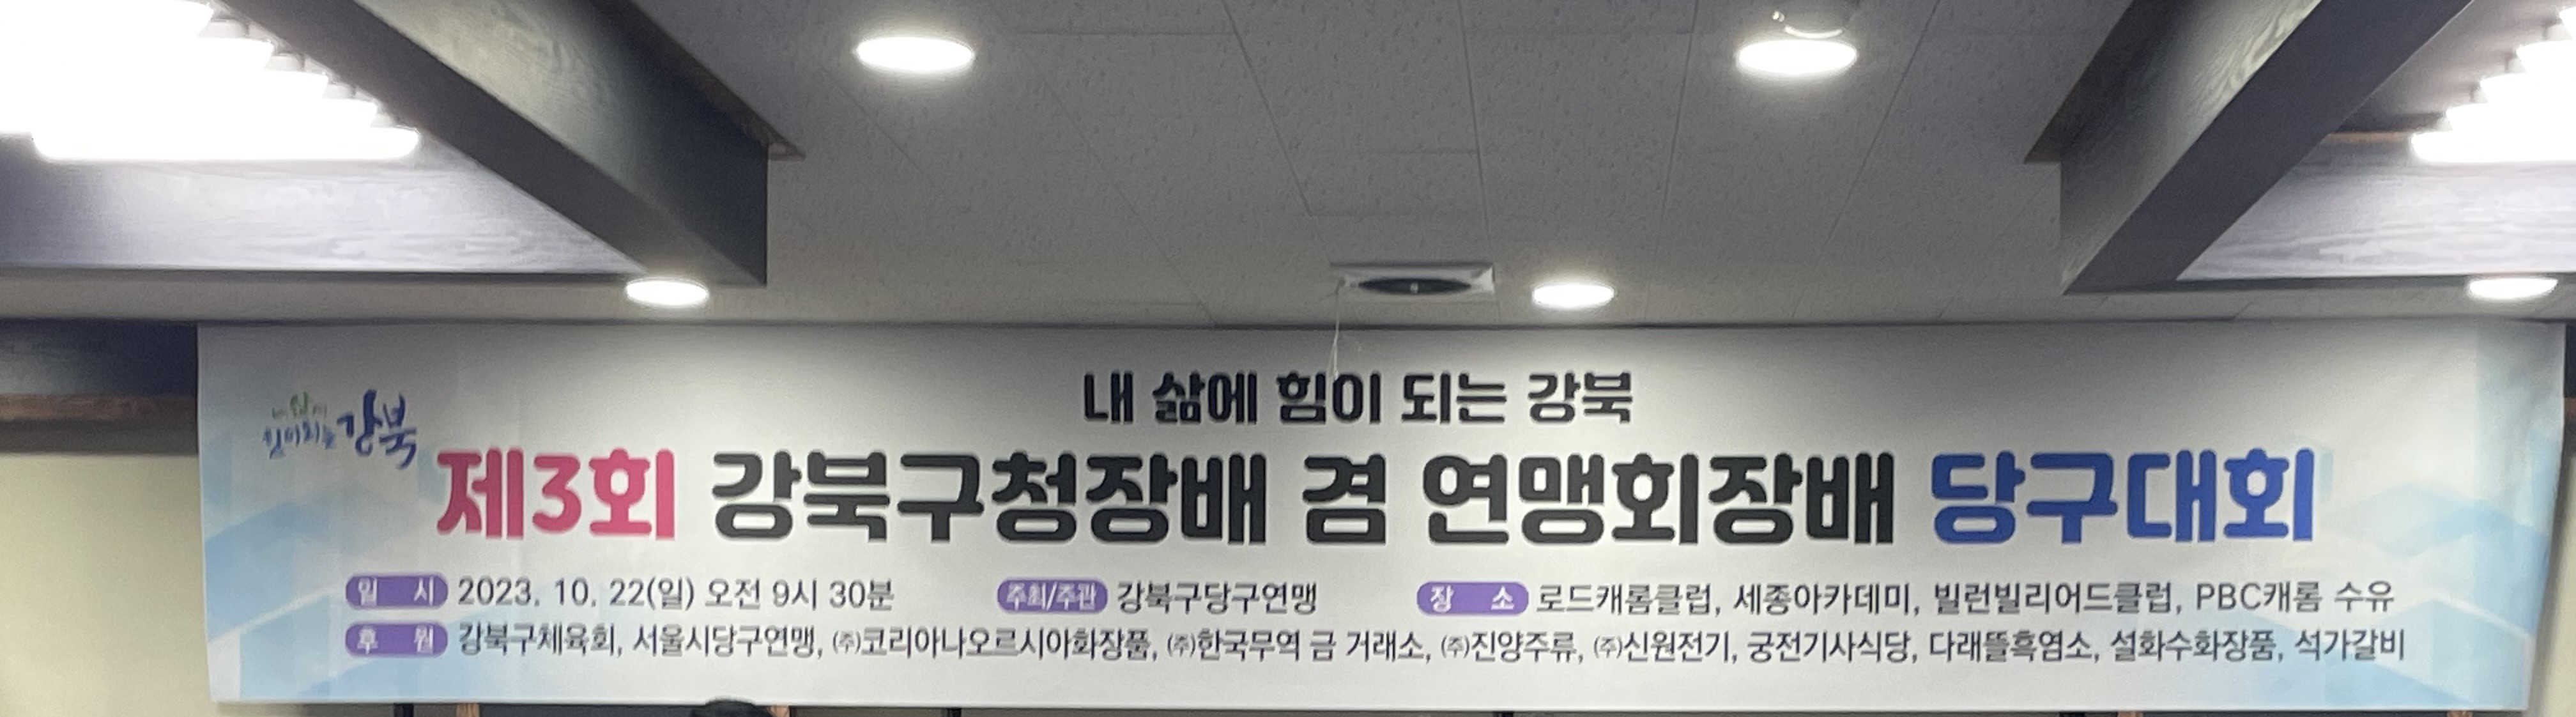 내 삶에 힘이 되는 강북
내 삶에
힘이 되는 강북
제3회 강북구청장배 겸 연맹회장배 당구대회
일 시 2023. 10. 22(일) 오전 9시 30분 주최/주관 강북구당구연맹 장 소 로드캐롬클럽, 세종아카데미, 빌런빌리어드클럽, PBC캐롬 수유
후 원 강북구체육회, 서울시당구연맹, ㈜코리아나오르시아화장품, ㈜한국무역 금 거래소, ㈜진양주류, ㈜신원전기, 궁전기사식당, 다래뜰흑염소, 설화수화장품, 석가갈비